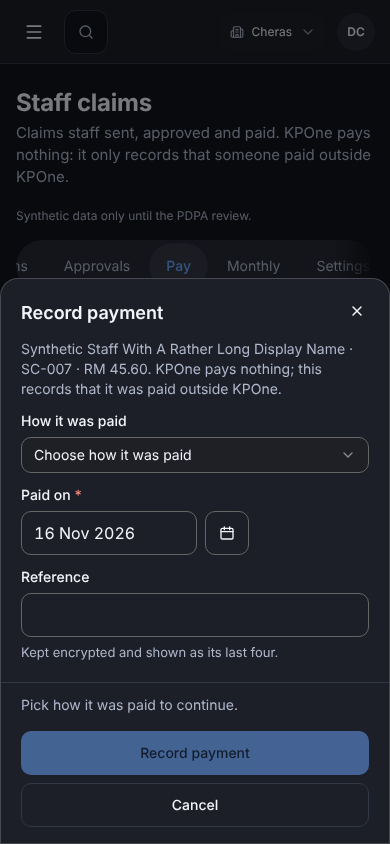 Cheras
DC
Staff claims
Claims staff sent, approved and paid. KPOne pays
nothing: it only records that someone paid outside
KPOne.
Synthetic data only until the PDPA review.
ns Approvals Pay Monthly Settings
Record payment
Synthetic Staff With A Rather Long Display Name ·
SC-007 · RM 45.60. KPOne pays nothing; this
records that it was paid outside KPOne.
How it was paid
Choose how it was paid
Paid on *
16 Nov 2026
Reference
Kept encrypted and shown as its last four.
Pick how it was paid to continue.
Record payment
Cancel